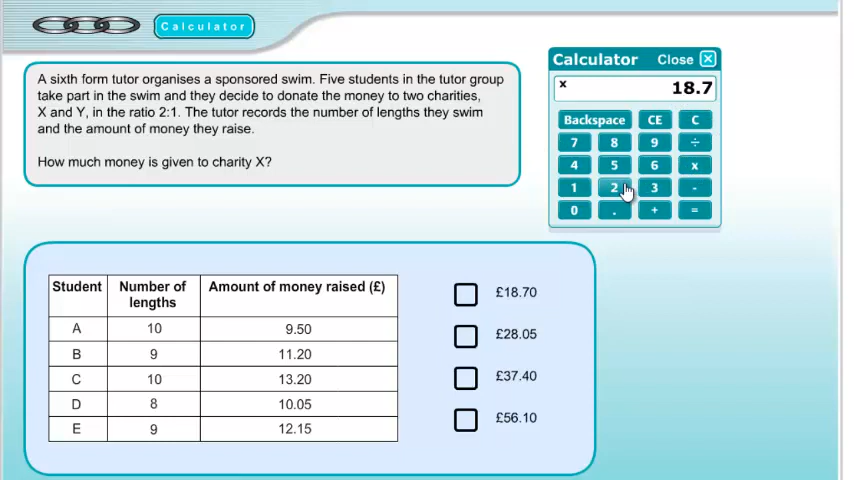 Calculator
A sixth form tutor organises a sponsored swim. Five students in the tutor group
take part in the swim and they decide to donate the money to two charities,
X and Y, in the ratio 2:1. The tutor records the number of lengths they swim
and the amount of money they raise.
How much money is given to charity X?
Calculator Close X
x 18.7
Backspace CE C
7 8 9 ÷
4 5 6 x
1 2 3 -
0 . + =
Student Number of lengths Amount of money raised (£)
A 10 9.50
B 9 11.20
C 10 13.20
D 8 10.05
E 9 12.15
£18.70
£28.05
£37.40
£56.10